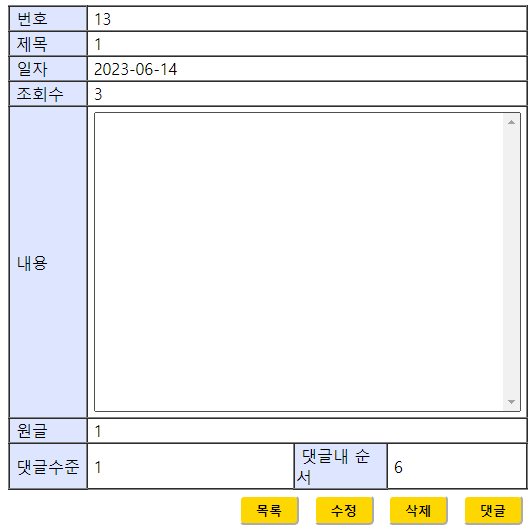 번호 13
제목 1
일자 2023-06-14
조회수 3
내용
원글 1
댓글수준 1 댓글내 순
서 6
목록 수정 삭제 댓글